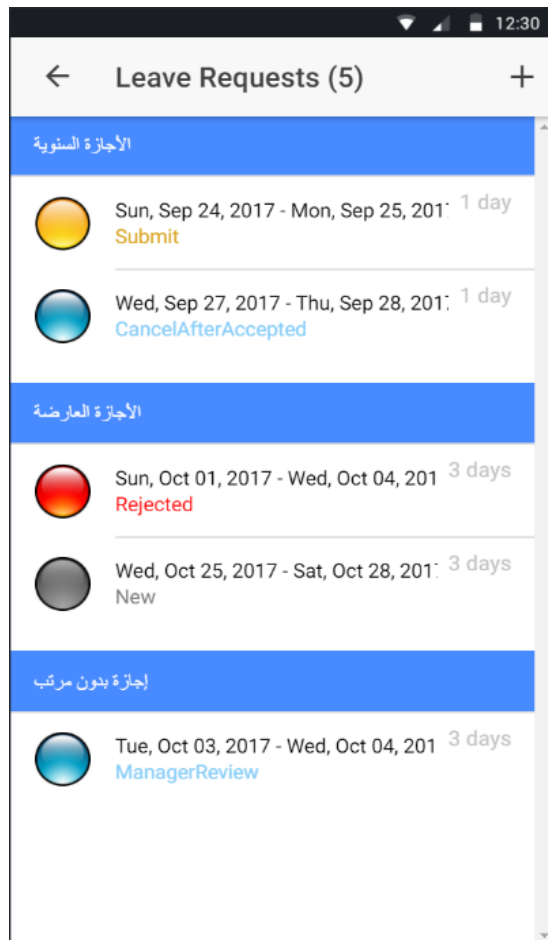 12:30
Leave Requests (5)
الأجازة السنوية
Sun, Sep 24, 2017 - Mon, Sep 25, 201
1 day
Submit
Wed, Sep 27, 2017 - Thu, Sep 28, 201
1 day
CancelAfterAccepted
الأجازة العارضة
Sun, Oct 01, 2017 - Wed, Oct 04, 201
3 days
Rejected
Wed, Oct 25, 2017 - Sat, Oct 28, 201
3 days
New
إجازة بدون مرتب
Tue, Oct 03, 2017 - Wed, Oct 04, 201
3 days
ManagerReview